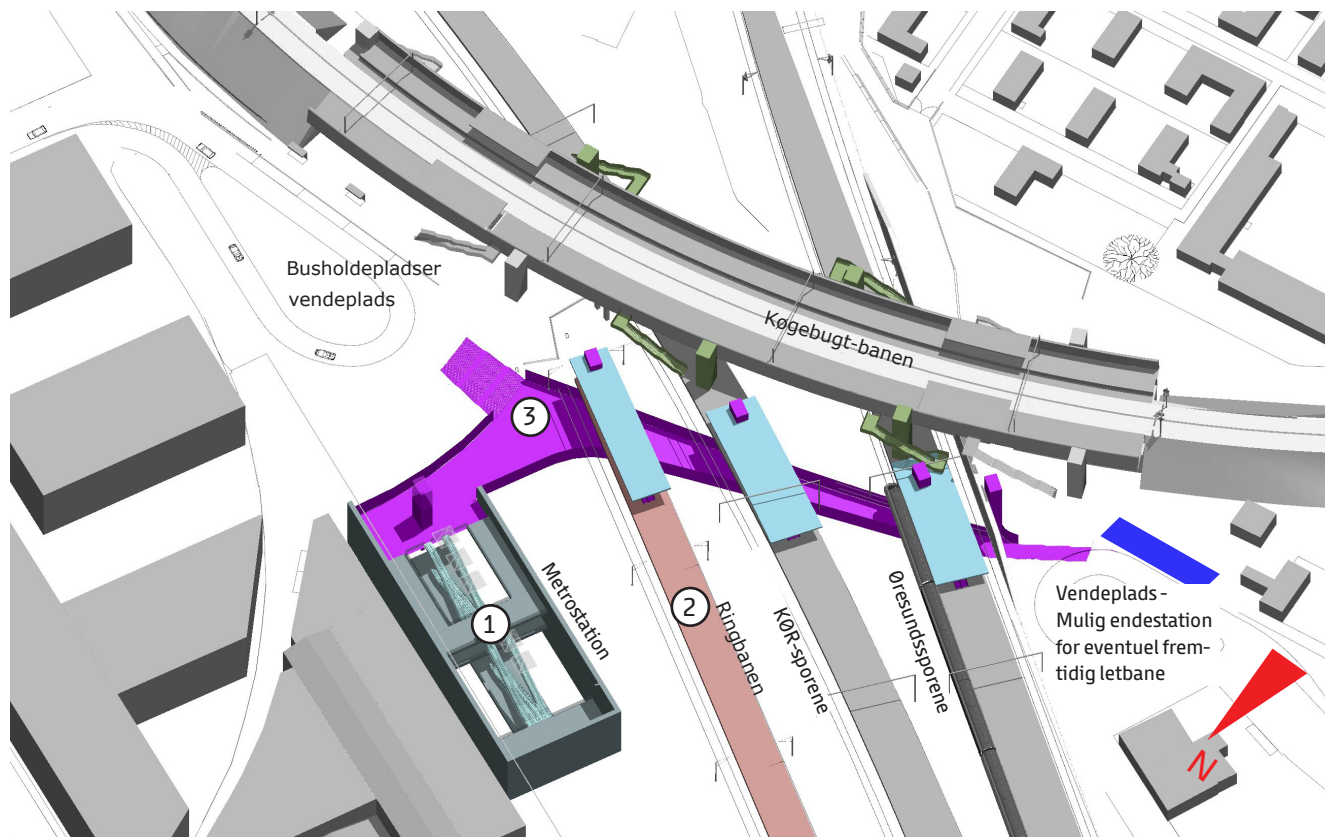 Busholdepladser
vendeplads
Køgebugt-banen
3
1
Metrostation
2
Ringbanen
KØR-sporene
Øresundssporene
Vendeplads -
Mulig endestation
for eventuel frem-
tidig letbane
N